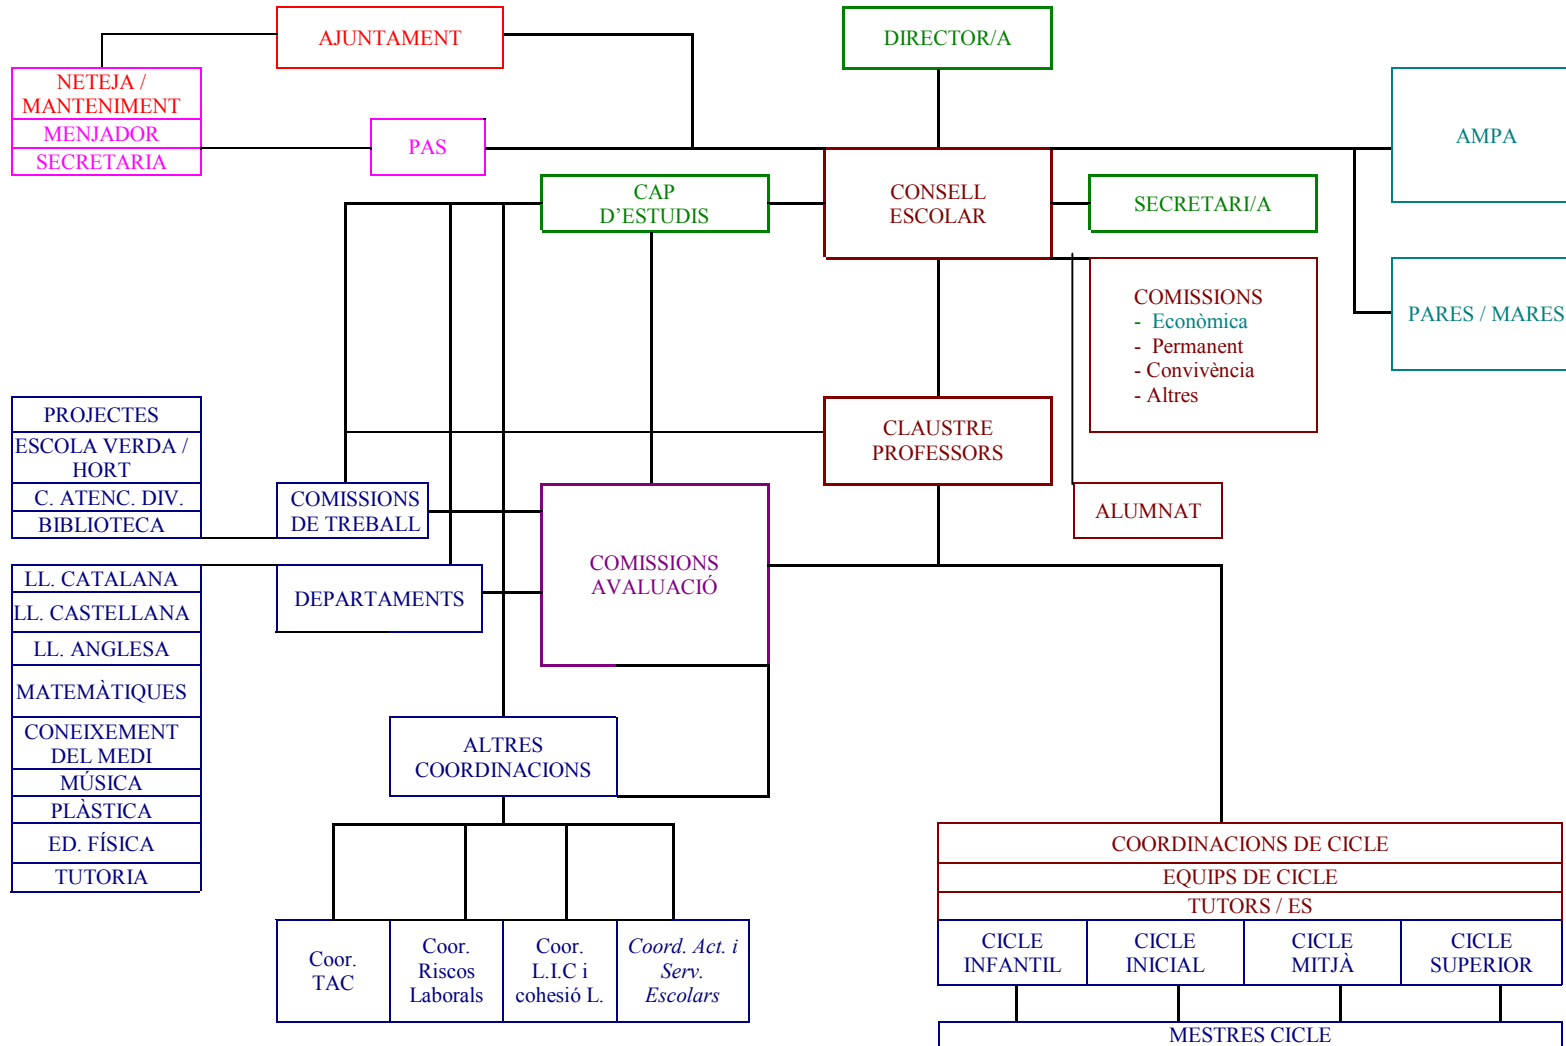 AJUNTAMENT
DIRECTOR/A
NETEJA /
MANTENIMENT
MENJADOR
SECRETARIA
PAS
AMPA
CAP
D'ESTUDIS
CONSELL
ESCOLAR
SECRETARI/A
COMISSIONS
- Econòmica
- Permanent
- Convivència
- Altres
PARES / MARES
PROJECTES
ESCOLA VERDA /
HORT
C. ATENC. DIV.
BIBLIOTECA
CLAUSTRE
PROFESSORS
COMISSIONS
DE TREBALL
ALUMNAT
COMISSIONS
AVALUACIÓ
DEPARTAMENTS
LL. CATALANA
LL. CASTELLANA
LL. ANGLESA
MATEMÀTIQUES
CONEIXEMENT
DEL MEDI
MÚSICA
PLÀSTICA
ED. FÍSICA
TUTORIA
ALTRES
COORDINACIONS
Coor.
TAC
Coor.
Riscos
Laborals
Coor.
L.I.C i
cohesió L.
Coord. Act. i
Serv.
Escolars
COORDINACIONS DE CICLE
EQUIPS DE CICLE
TUTORS / ES
CICLE
INFANTIL
CICLE
INICIAL
CICLE
MITJÀ
CICLE
SUPERIOR
MESTRES CICLE